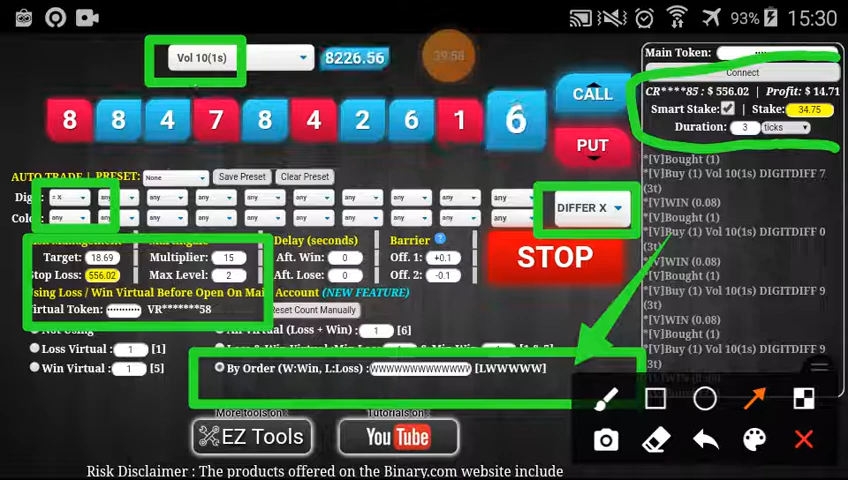 93% 15:30
Vol 10(1s)
8226.56
39:58
8 8 4 7 8 4 2 6 1 6
CALL
PUT
Main Token:
Connect
CR****85 : $ 556.02 | Profit: $ 14.71
Smart Stake: | Stake: 34.75
Duration: 3 ticks
AUTO TRADE | PRESET: None Save Preset Clear Preset
= X any any any any any any any any any
any any any any any any any any any any
DIFFER X
STOP
Delay (seconds) Barrier ?
Target: 18.69 Multiplier: 15 Aft. Win: 0 Off. 1: +0.1
Stop Loss: 556.02 Max Level: 2 Aft. Lose: 0 Off. 2: -0.1
Using Loss / Win Virtual Before Open On Main Account (NEW FEATURE)
Virtual Token: VR*******58 Reset Count Manually
Not Using
(Loss + Win) : 1 [6]
Loss Virtual: 1 [1]
Win Virtual : 1 [5]
By Order (W:Win, L:Loss) : WWWWWWWWWWWWW [LWWWWW]
*[V]Bought (1)
*[V]Buy (1) Vol 10(1s) DIGITDIFF 7
(3t)
*[V]WIN (0.08)
*[V]Bought (1)
*[V]Buy (1) Vol 10(1s) DIGITDIFF 0
(3t)
*[V]WIN (0.08)
*[V]Bought (1)
*[V]Buy (1) Vol 10(1s) DIGITDIFF 9
(3t)
*[V]WIN (0.08)
*[V]Bought (1)
*[V]Buy (1) Vol 10(1s) DIGITDIFF 9
(3t)
More tools on :
EZ Tools
Tutorials on :
YouTube
Risk Disclaimer : The products offered on the Binary.com website include